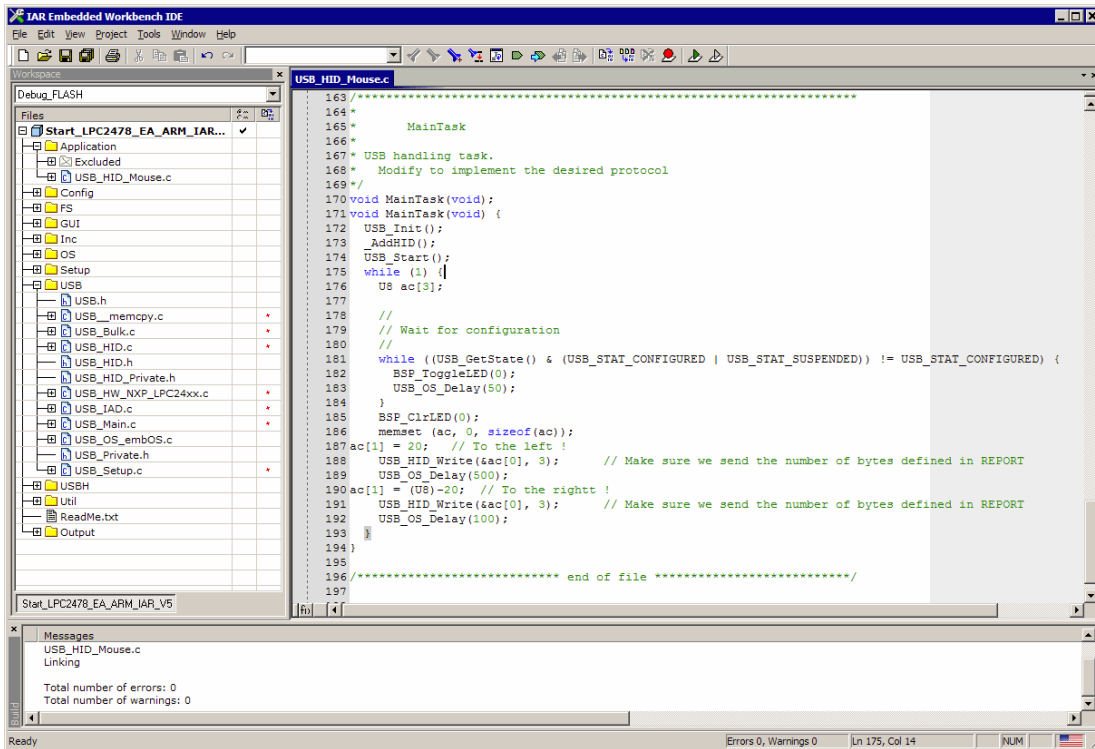 IAR Embedded Workbench IDE
File Edit View Project Tools Window Help
Workspace
Debug_FLASH
Files
Start_LPC2478_EA_ARM_IAR...
Application
Excluded
USB_HID_Mouse.c
Config
FS
GUI
Inc
OS
Setup
USB
USB.h
USB__memcpy.c
USB_Bulk.c
USB_HID.c
USB_HID.h
USB_HID_Private.h
USB_HW_NXP_LPC24xx.c
USB_IAD.c
USB_Main.c
USB_OS_embOS.c
USB_Private.h
USB_Setup.c
USBH
Util
ReadMe.txt
Output
Start_LPC2478_EA_ARM_IAR_V5
USB_HID_Mouse.c
163 /*********************************************************************
164 *
165 *       MainTask
166 *
167 * USB handling task.
168 *   Modify to implement the desired protocol
169 */
170 void MainTask(void);
171 void MainTask(void) {
172   USB_Init();
173   _AddHID();
174   USB_Start();
175   while (1) {
176     U8 ac[3];
177
178     //
179     // Wait for configuration
180     //
181     while ((USB_GetState() & (USB_STAT_CONFIGURED | USB_STAT_SUSPENDED)) != USB_STAT_CONFIGURED) {
182       BSP_ToggleLED(0);
183       USB_OS_Delay(50);
184     }
185     BSP_ClrLED(0);
186     memset (ac, 0, sizeof(ac));
187 ac[1] = 20;   // To the left !
188     USB_HID_Write(&ac[0], 3);      // Make sure we send the number of bytes defined in REPORT
189     USB_OS_Delay(500);
190 ac[1] = (U8)-20;  // To the rightt !
191     USB_HID_Write(&ac[0], 3);      // Make sure we send the number of bytes defined in REPORT
192     USB_OS_Delay(100);
193   }
194 }
195
196 /**************************** end of file ***************************/
197
Messages
USB_HID_Mouse.c
Linking
Total number of errors: 0
Total number of warnings: 0
Build
Ready
Errors 0, Warnings 0
Ln 175, Col 14
NUM